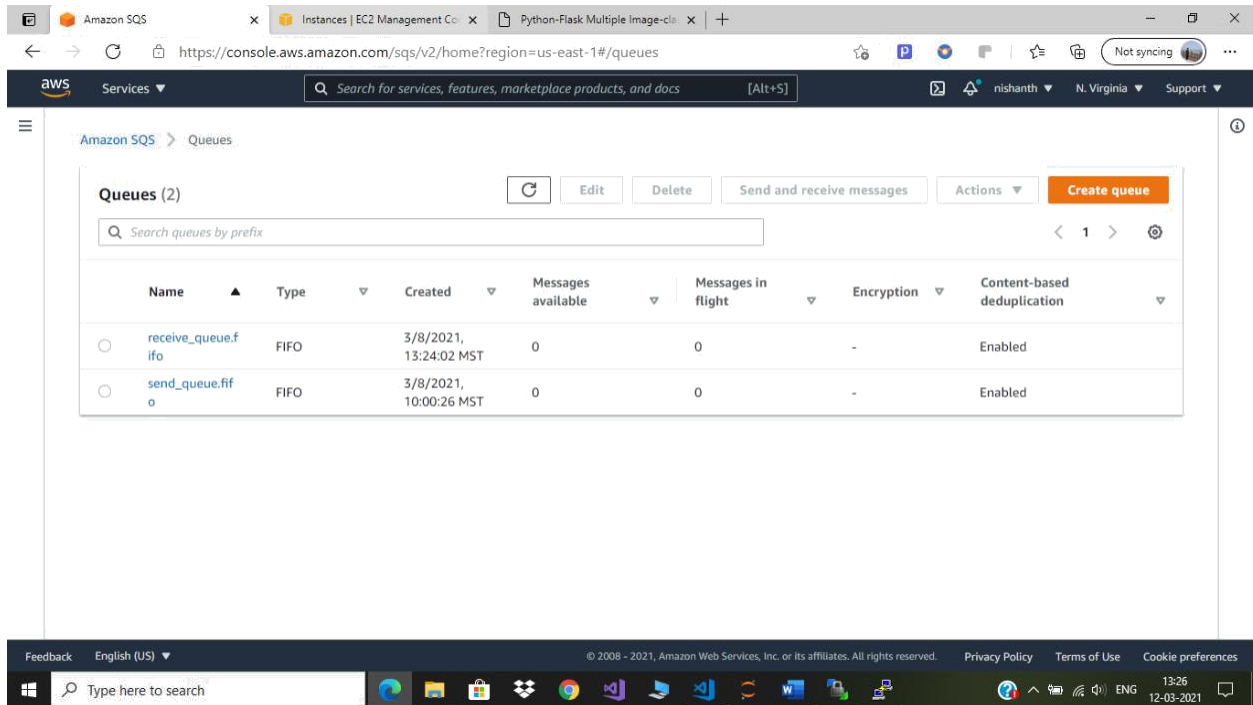 Amazon SQS
Instances | EC2 Management Co
Python-Flask Multiple Image-cla
https://console.aws.amazon.com/sqs/v2/home?region=us-east-1#/queues
Not syncing
aws
Services
Search for services, features, marketplace products, and docs
[Alt+S]
nishanth
N. Virginia
Support
Amazon SQS > Queues
Queues (2)
Edit
Delete
Send and receive messages
Actions
Create queue
Search queues by prefix
< 1 >
Name
Type
Created
Messages
available
Messages in
flight
Encryption
Content-based
deduplication
receive_queue.f
ifo
FIFO
3/8/2021,
13:24:02 MST
0
0
-
Enabled
send_queue.fif
o
FIFO
3/8/2021,
10:00:26 MST
0
0
-
Enabled
Feedback
English (US)
© 2008 - 2021, Amazon Web Services, Inc. or its affiliates. All rights reserved.
Privacy Policy
Terms of Use
Cookie preferences
Type here to search
ENG
13:26
12-03-2021